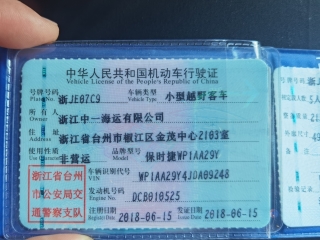 中华人民共和国机动车行驶证
Vehicle License of the People's Republic of China
号牌号码 浙JE07C9 车辆类型 小型越野客车
Plate No. Vehicle Type
所有人 浙江中一海运有限公司
Owner
住址 浙江省台州市椒江区金茂中心2103室
Address
使用性质 非营运 品牌型号 保时捷WP1AA29Y
Use Character Model
浙江省台州市公安局交通警察支队
车辆识别代号 WP1AA29Y4JDA09248
VIN
发动机号码 DCB010525
Engine No.
注册日期 2018-06-15 发证日期 2018-06-15
Register Date Issue Date